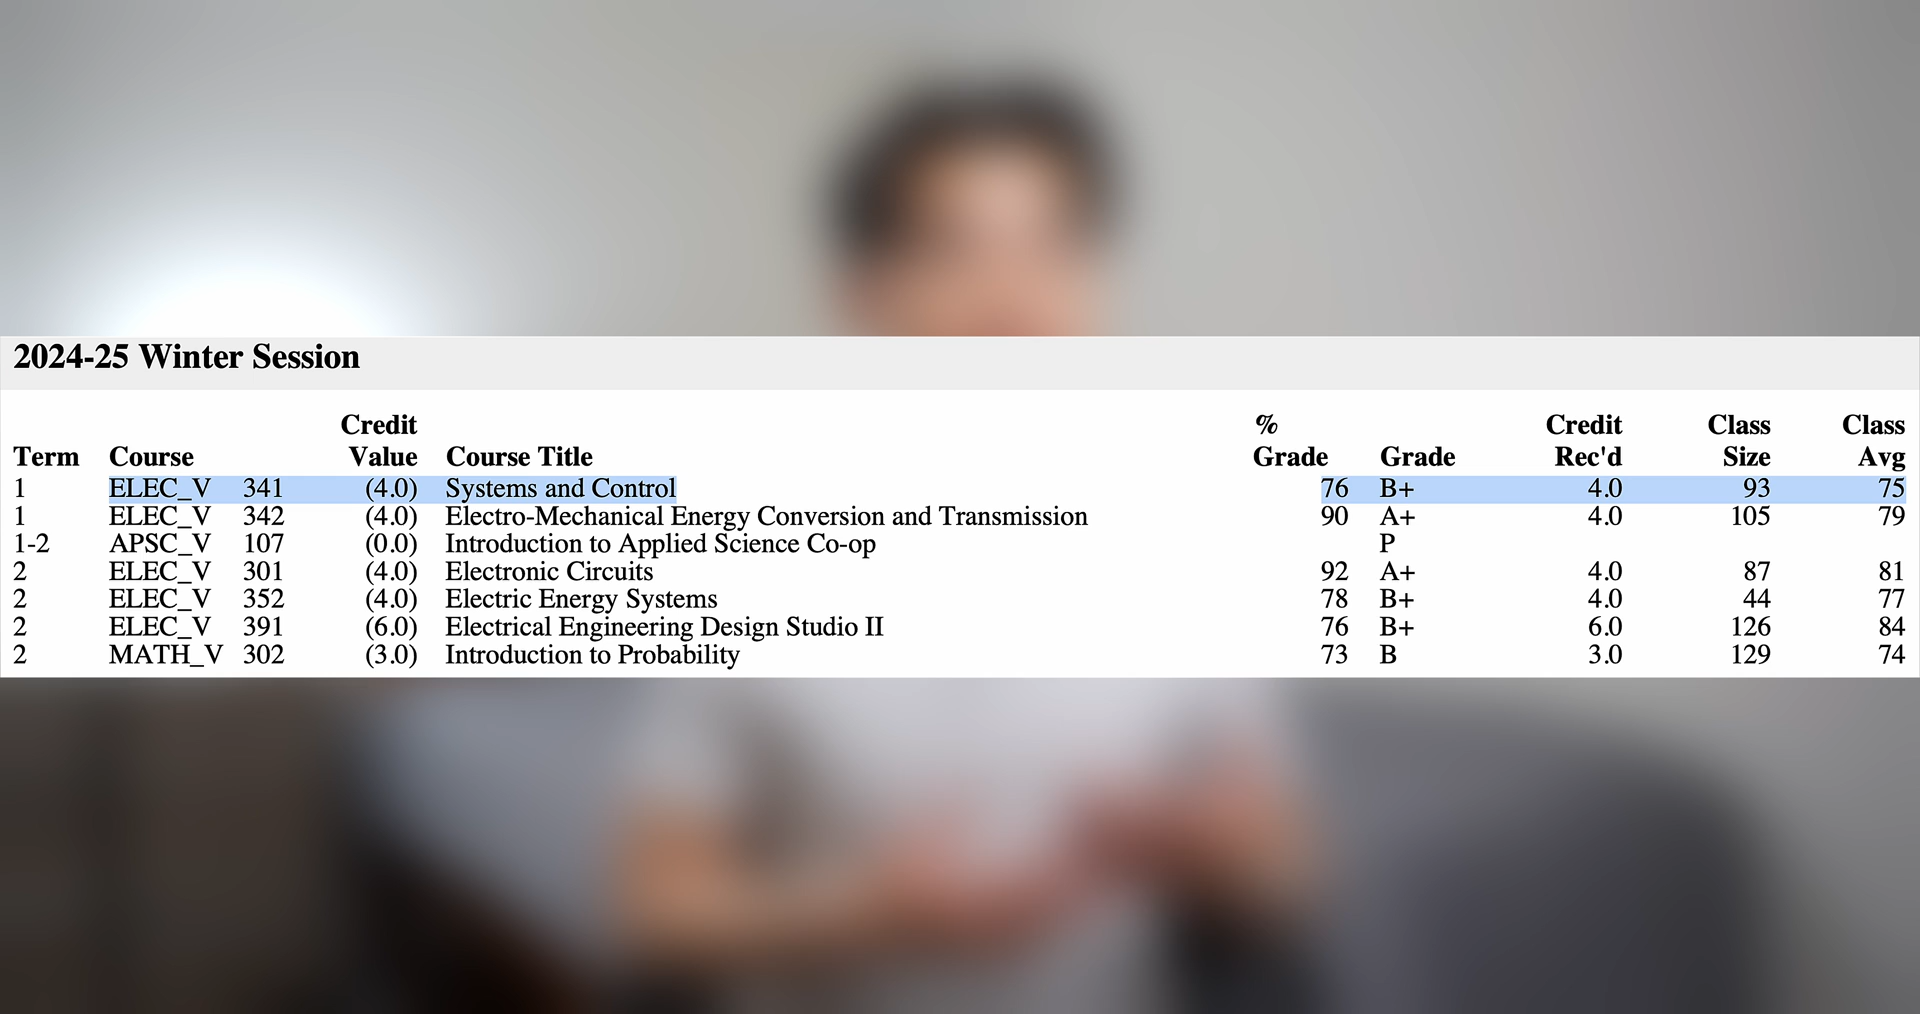 2024-25 Winter Session
Credit % Credit Class Class
Term Course Value Course Title Grade Grade Rec'd Size Avg
1 ELEC_V 341 (4.0) Systems and Control 76 B+ 4.0 93 75
1 ELEC_V 342 (4.0) Electro-Mechanical Energy Conversion and Transmission 90 A+ 4.0 105 79
1-2 APSC_V 107 (0.0) Introduction to Applied Science Co-op P
2 ELEC_V 301 (4.0) Electronic Circuits 92 A+ 4.0 87 81
2 ELEC_V 352 (4.0) Electric Energy Systems 78 B+ 4.0 44 77
2 ELEC_V 391 (6.0) Electrical Engineering Design Studio II 76 B+ 6.0 126 84
2 MATH_V 302 (3.0) Introduction to Probability 73 B 3.0 129 74